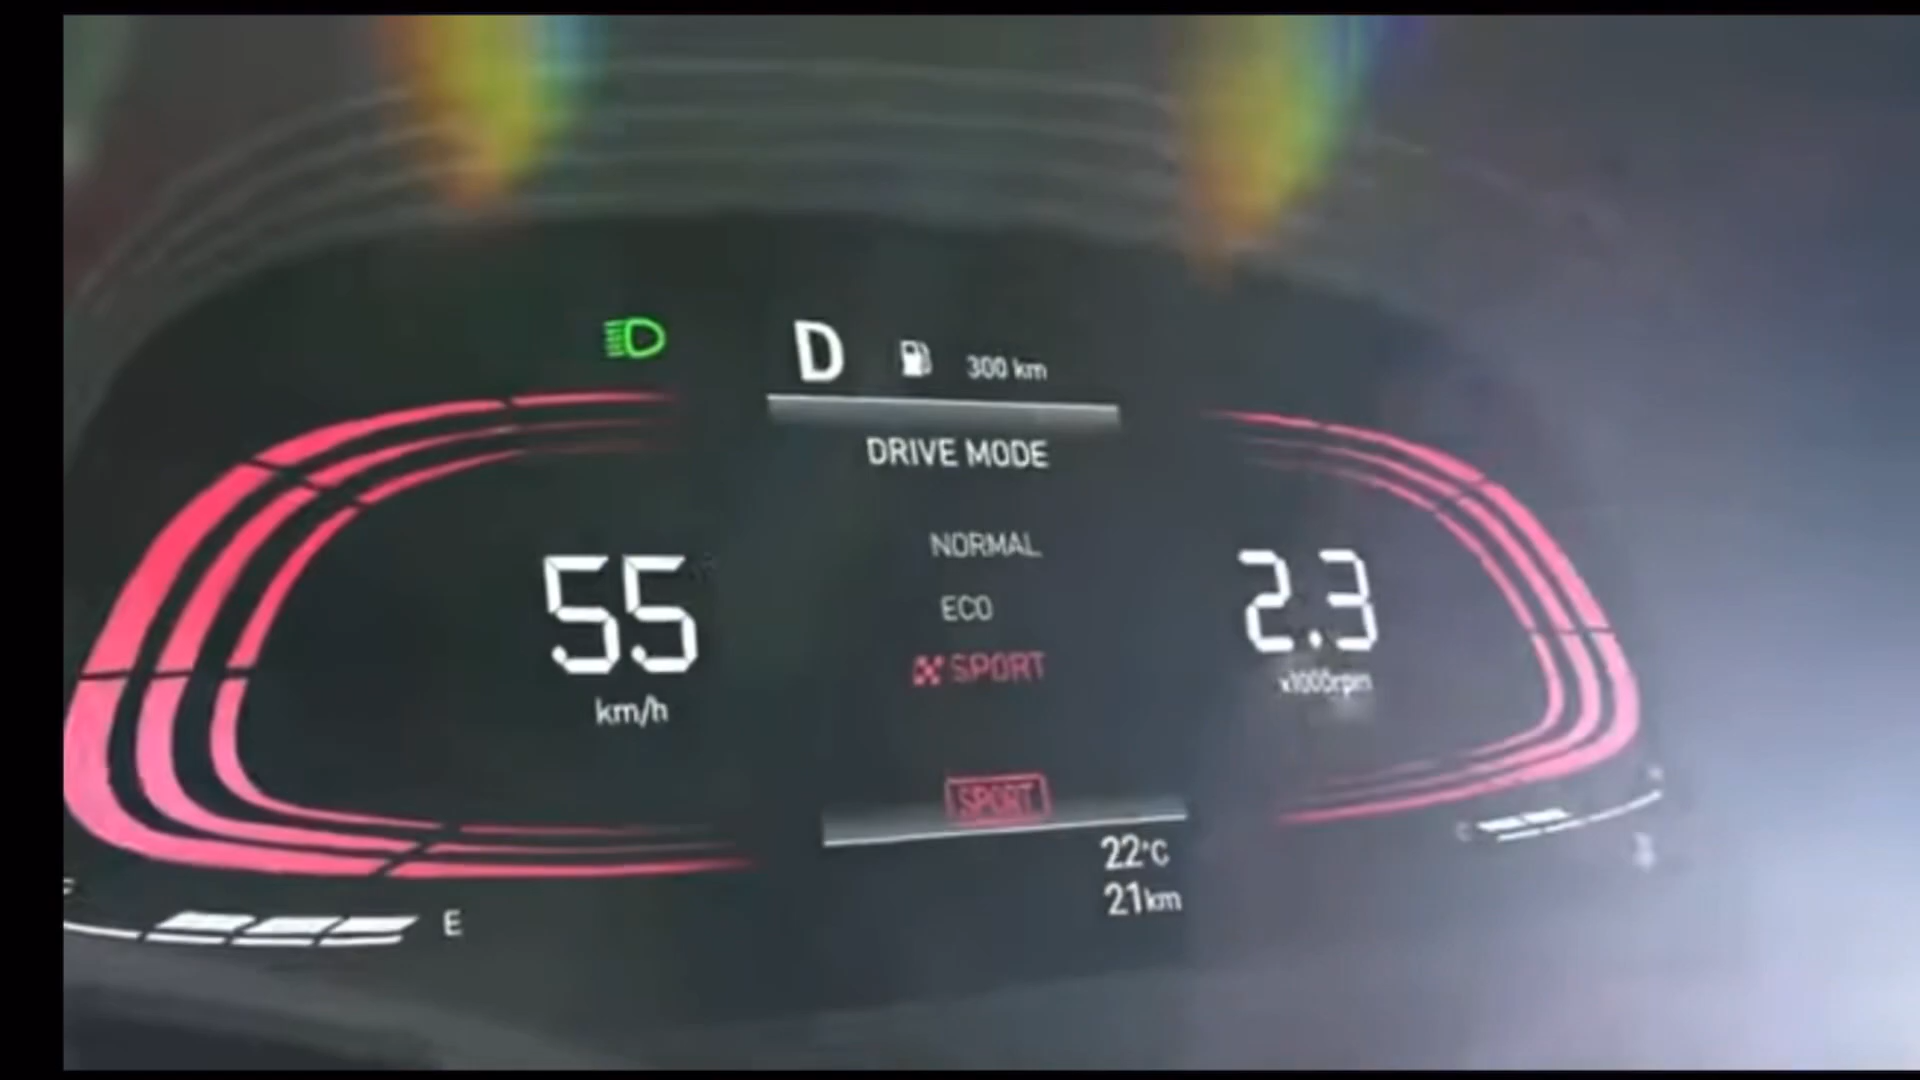 D 300 km
DRIVE MODE
NORMAL
ECO
SPORT
55
km/h
2.3
x1000rpm
SPORT
22°C
21km
E